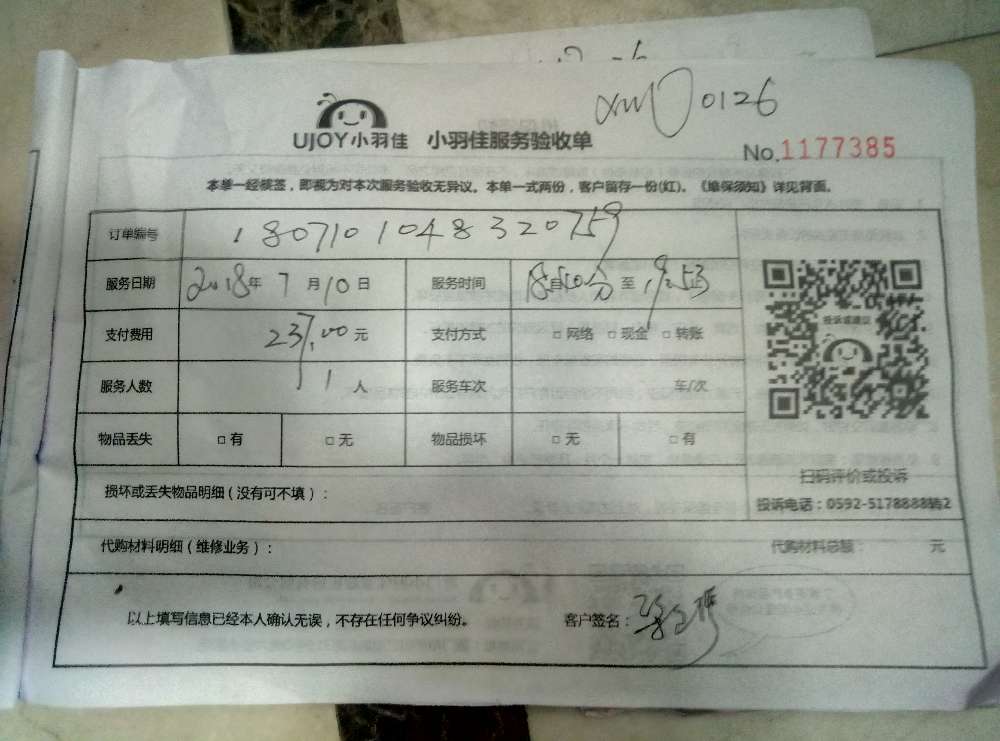 0126
UJOY小羽佳 小羽佳服务验收单
No.1177385
本单一经核签，即视为对本次服务验收无异议。本单一式两份，客户留存一份(红)。《维保须知》详见背面。
订单编号 1807101048320759
服务日期 2018年7月10日 服务时间 至
支付费用 237.00元 支付方式 □网络 □现金 □转账
服务人数 1人 服务车次 车/次
物品丢失 □有 □无 物品损坏 □无 □有
投诉或建议
扫码评价或投诉
投诉电话：0592-5178888转2
损坏或丢失物品明细（没有可不填）：
代购材料明细（维修业务）： 代购材料总额： 元
以上填写信息已经本人确认无误，不存在任何争议纠纷。 客户签名：